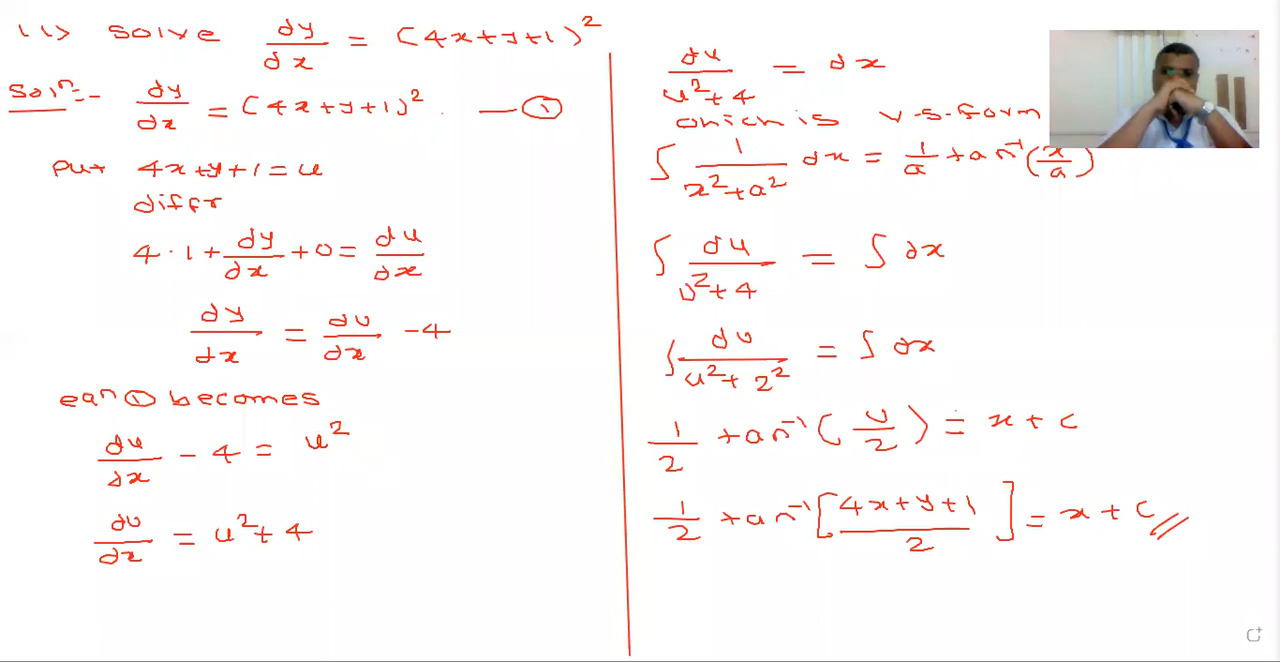 11) solve dy/dx = (4x+y+1)²
Soln:- dy/dx = (4x+y+1)². —①
Put 4x+y+1=u
diffr
4·1+dy/dx+0=du/dx
dy/dx = du/dx -4
eqn① becomes
du/dx - 4 = u²
du/dx = u²+4
du/u²+4 = dx
which is v-s-form
∫ 1/x²+a² dx = 1/a tan⁻¹(x/a)
∫ du/u²+4 = ∫ dx
∫ du/u²+2² = ∫ dx
1/2 tan⁻¹(u/2) = x+c
1/2 tan⁻¹[4x+y+1/2] = x+c//